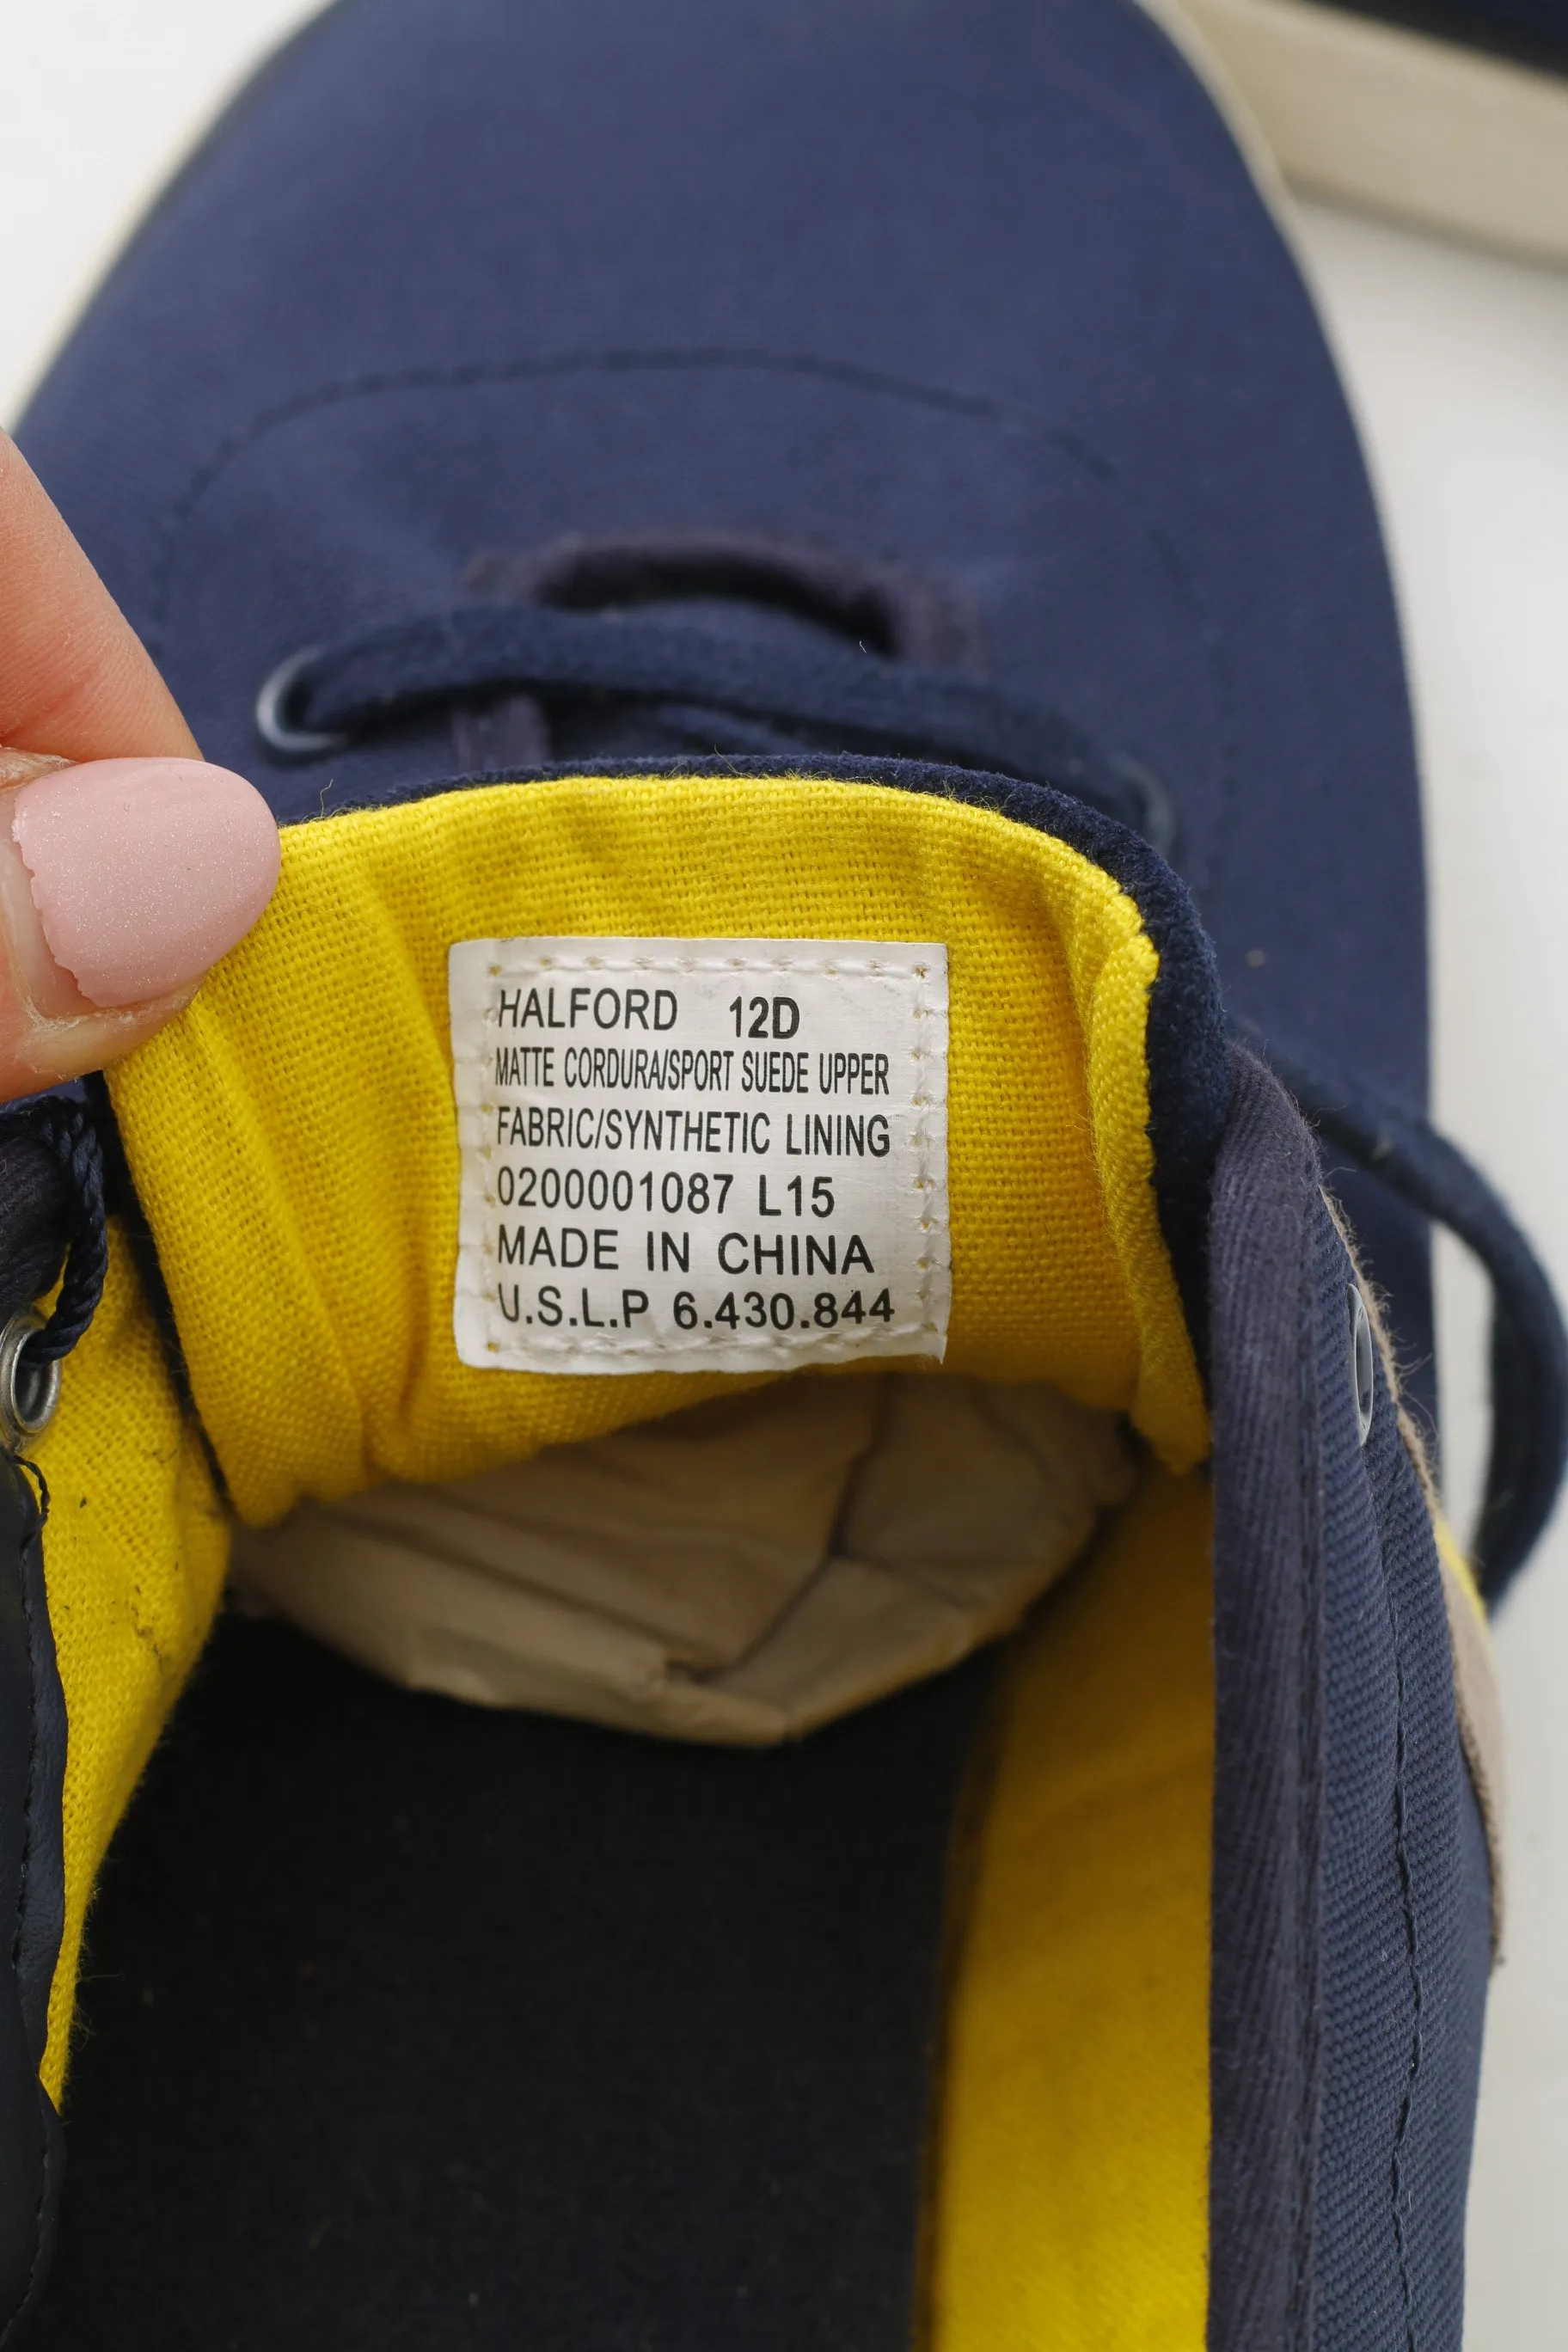 HALFORD 12D
MATTE CORDURA/SPORT SUEDE UPPER
FABRIC/SYNTHETIC LINING
0200001087 L15
MADE IN CHINA
U.S.L.P 6.430.844